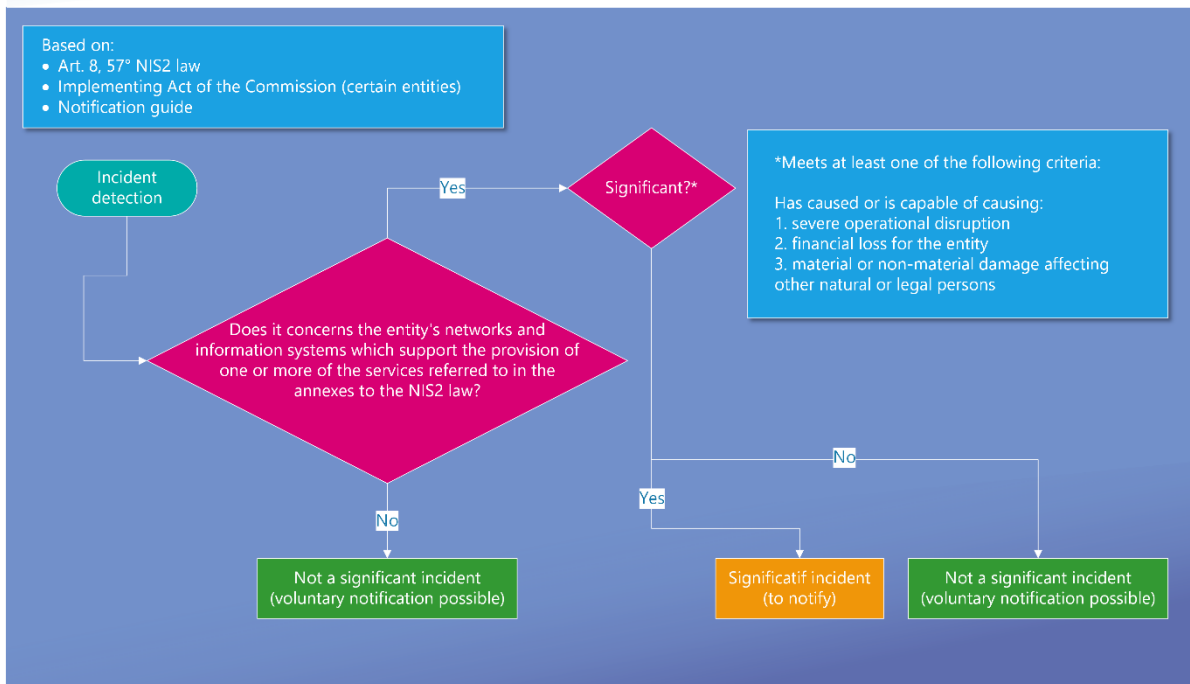 Based on:
• Art. 8, 57° NIS2 law
• Implementing Act of the Commission (certain entities)
• Notification guide
Incident
detection
Yes
Significant?*
*Meets at least one of the following criteria:
Has caused or is capable of causing:
1. severe operational disruption
2. financial loss for the entity
3. material or non-material damage affecting
other natural or legal persons
Does it concerns the entity's networks and
information systems which support the provision of
one or more of the services referred to in the
annexes to the NIS2 law?
No
Yes
No
Not a significant incident
(voluntary notification possible)
Significatif incident
(to notify)
Not a significant incident
(voluntary notification possible)